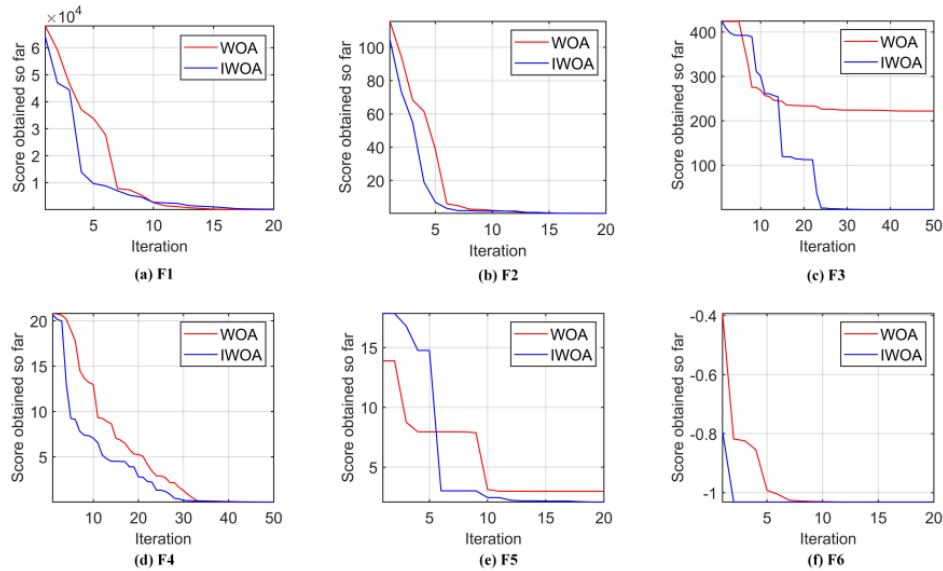 ×10⁴
Score obtained so far
6
5
4
3
2
1
5 10 15 20
Iteration
WOA
IWOA
(a) F1
Score obtained so far
100
80
60
40
20
5 10 15 20
Iteration
WOA
IWOA
(b) F2
Score obtained so far
400
300
200
100
10 20 30 40 50
Iteration
WOA
IWOA
(c) F3
Score obtained so far
20
15
10
5
10 20 30 40 50
Iteration
WOA
IWOA
(d) F4
Score obtained so far
15
10
5
5 10 15 20
Iteration
WOA
IWOA
(e) F5
Score obtained so far
-0.4
-0.6
-0.8
-1
5 10 15 20
Iteration
WOA
IWOA
(f) F6